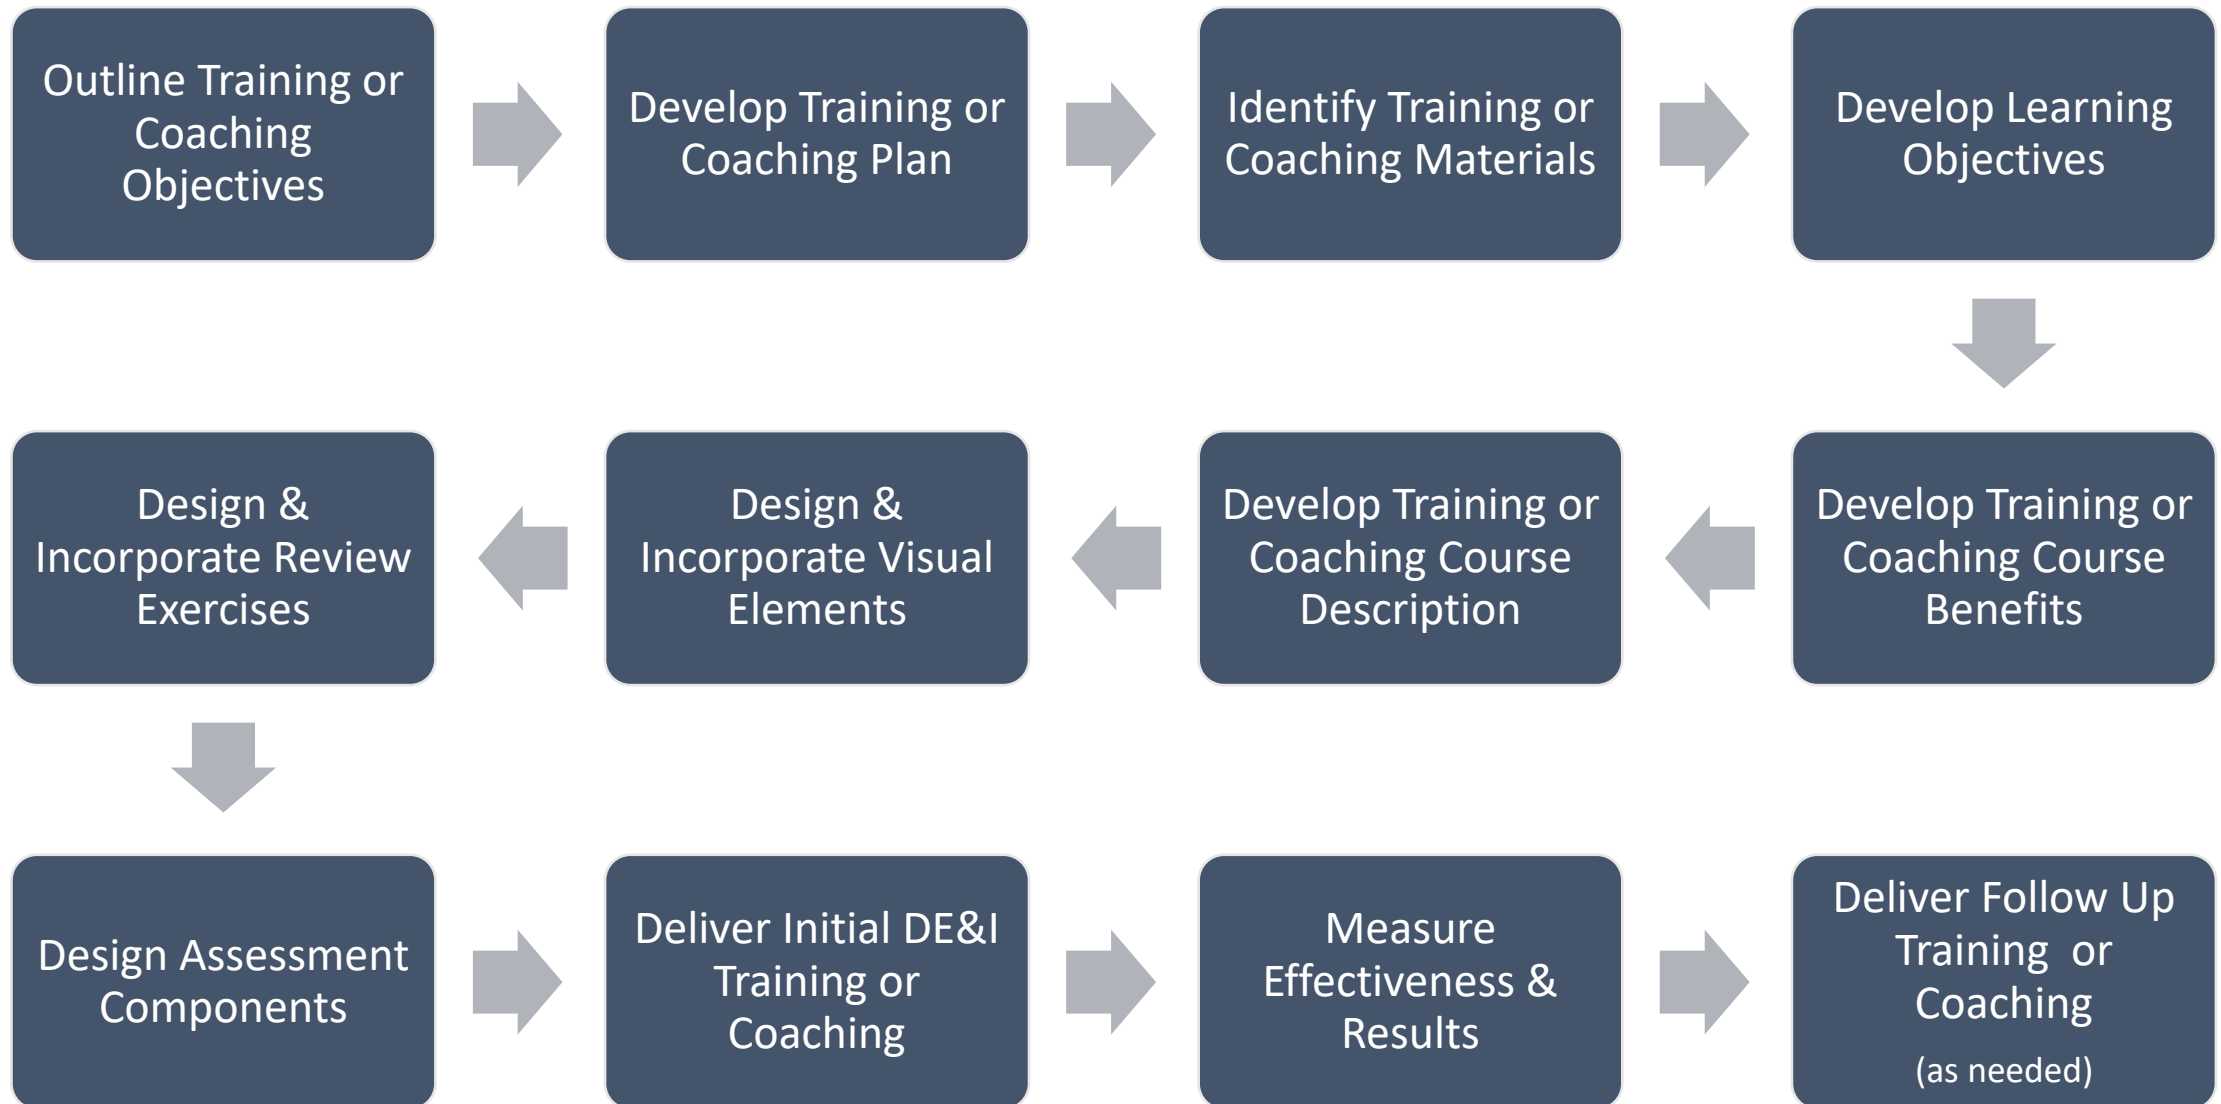 Outline Training or
Coaching
Objectives
Develop Training or
Coaching Plan
Identify Training or
Coaching Materials
Develop Learning
Objectives
Develop Training or
Coaching Course
Benefits
Develop Training or
Coaching Course
Description
Design &
Incorporate Visual
Elements
Design &
Incorporate Review
Exercises
Design Assessment
Components
Deliver Initial DE&I
Training or
Coaching
Measure
Effectiveness &
Results
Deliver Follow Up
Training  or
Coaching
(as needed)